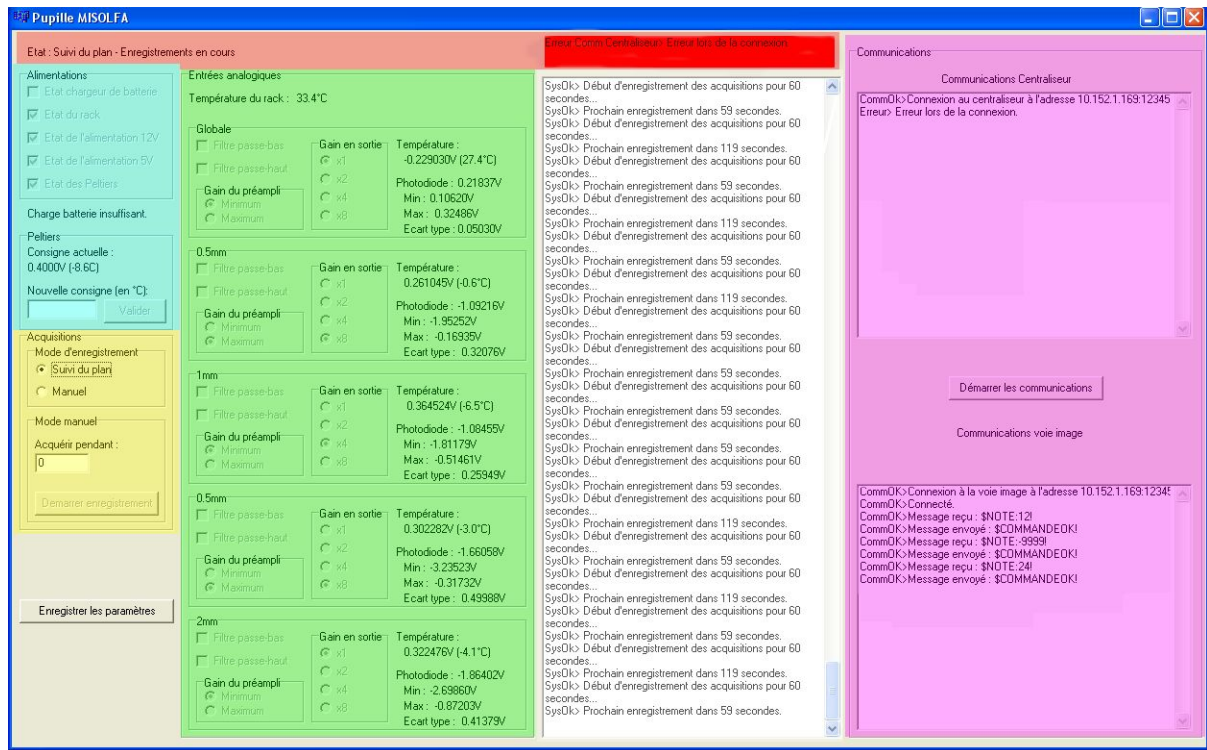 Pupille MISOLFA
Etat : Suivi du plan - Enregistrements en cours
Erreur Comm Centraliseur> Erreur lors de la connexion
Alimentations
Etat chargeur de batterie
Etat du rack
Etat de l'alimentation 12V
Etat de l'alimentation 5V
Etat des Peltiers
Charge batterie insuffisant.
Peltiers
Consigne actuelle :
0.4000V (-8.6C)
Nouvelle consigne (en °C):
Valider
Acquisitions
Mode d'enregistrement
Suivi du plan
Manuel
Mode manuel
Acquérir pendant :
0
Demarrer enregistrement
Enregistrer les paramètres
Entrées analogiques
Température du rack : 33.4°C
Globale
Filtre passe-bas
Filtre passe-haut
Gain du préampli
Minimum
Maximum
Gain en sortie
x1
x2
x4
x8
Température :
-0.229030V (27.4°C)
Photodiode : 0.21837V
Min : 0.10620V
Max : 0.32486V
Ecart type : 0.05030V
0.5mm
Filtre passe-bas
Filtre passe-haut
Gain du préampli
Minimum
Maximum
Gain en sortie
x1
x2
x4
x8
Température :
0.261045V (-0.6°C)
Photodiode : -1.09216V
Min : -1.95252V
Max : -0.16935V
Ecart type : 0.32076V
1mm
Filtre passe-bas
Filtre passe-haut
Gain du préampli
Minimum
Maximum
Gain en sortie
x1
x2
x4
x8
Température :
0.364524V (-6.5°C)
Photodiode : -1.08455V
Min : -1.81179V
Max : -0.51461V
Ecart type : 0.25949V
0.5mm
Filtre passe-bas
Filtre passe-haut
Gain du préampli
Minimum
Maximum
Gain en sortie
x1
x2
x4
x8
Température :
0.302282V (-3.0°C)
Photodiode : -1.66058V
Min : -3.23523V
Max : -0.31732V
Ecart type : 0.49988V
2mm
Filtre passe-bas
Filtre passe-haut
Gain du préampli
Minimum
Maximum
Gain en sortie
x1
x2
x4
x8
Température :
0.322476V (-4.1°C)
Photodiode : -1.86402V
Min : -2.69860V
Max : -0.87203V
Ecart type : 0.41379V
SysOk> Début d'enregistrement des acquisitions pour 60
secondes...
SysOk> Prochain enregistrement dans 59 secondes.
SysOk> Début d'enregistrement des acquisitions pour 60
secondes...
SysOk> Prochain enregistrement dans 119 secondes.
SysOk> Début d'enregistrement des acquisitions pour 60
secondes...
SysOk> Prochain enregistrement dans 59 secondes.
SysOk> Début d'enregistrement des acquisitions pour 60
secondes...
SysOk> Prochain enregistrement dans 119 secondes.
SysOk> Début d'enregistrement des acquisitions pour 60
secondes...
SysOk> Prochain enregistrement dans 59 secondes.
SysOk> Début d'enregistrement des acquisitions pour 60
secondes...
SysOk> Prochain enregistrement dans 119 secondes.
SysOk> Début d'enregistrement des acquisitions pour 60
secondes...
SysOk> Prochain enregistrement dans 59 secondes.
SysOk> Début d'enregistrement des acquisitions pour 60
secondes...
SysOk> Prochain enregistrement dans 59 secondes.
SysOk> Début d'enregistrement des acquisitions pour 60
secondes...
SysOk> Prochain enregistrement dans 59 secondes.
SysOk> Début d'enregistrement des acquisitions pour 60
secondes...
SysOk> Prochain enregistrement dans 59 secondes.
SysOk> Début d'enregistrement des acquisitions pour 60
secondes...
SysOk> Prochain enregistrement dans 59 secondes.
SysOk> Début d'enregistrement des acquisitions pour 60
secondes...
SysOk> Prochain enregistrement dans 119 secondes.
SysOk> Début d'enregistrement des acquisitions pour 60
secondes...
SysOk> Prochain enregistrement dans 59 secondes.
SysOk> Début d'enregistrement des acquisitions pour 60
secondes...
SysOk> Prochain enregistrement dans 119 secondes.
SysOk> Début d'enregistrement des acquisitions pour 60
secondes...
SysOk> Prochain enregistrement dans 59 secondes.
SysOk> Début d'enregistrement des acquisitions pour 60
secondes...
SysOk> Prochain enregistrement dans 119 secondes.
SysOk> Début d'enregistrement des acquisitions pour 60
secondes...
SysOk> Prochain enregistrement dans 59 secondes.
Communications
Communications Centraliseur
CommOk>Connexion au centraliseur à l'adresse 10.152.1.169:12345
Erreur> Erreur lors de la connexion.
Démarrer les communications
Communications voie image
CommOK>Connexion à la voie image à l'adresse 10.152.1.169:1234
CommOK>Connecté.
CommOK>Message reçu : $NOTE:12!
CommOK>Message envoyé : $COMMANDEOK!
CommOK>Message reçu : $NOTE:-9999!
CommOK>Message envoyé : $COMMANDEOK!
CommOK>Message reçu : $NOTE:24!
CommOK>Message envoyé : $COMMANDEOK!